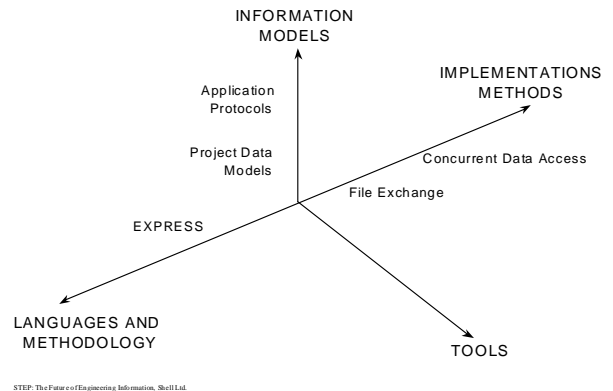 INFORMATION
MODELS
IMPLEMENTATIONS
METHODS
Application
Protocols
Project Data
Models
Concurrent Data Access
File Exchange
EXPRESS
LANGUAGES AND
METHODOLOGY
TOOLS
STEP: The Future of Engineering Information, Shell Ltd.